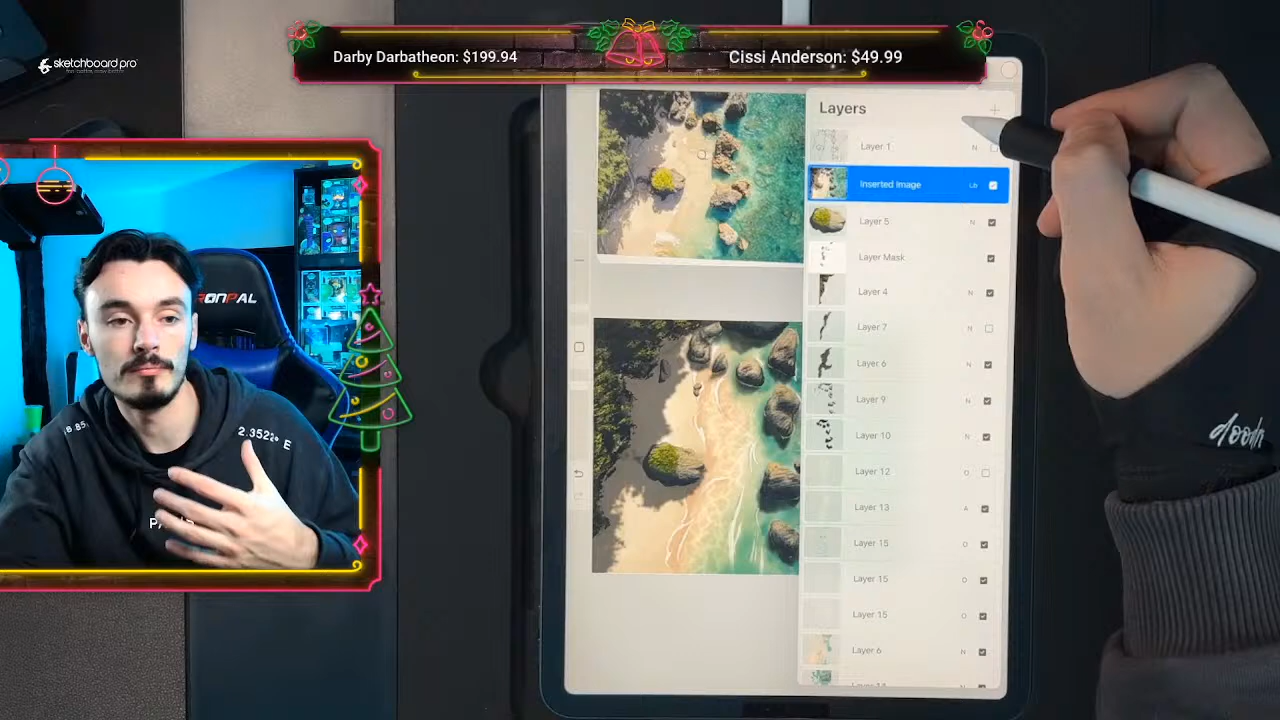 Darby Darbatheon: $199.94
Cissi Anderson: $49.99
sketchboard pro
Layers
Layer 1 N
Inserted Image Lb
Layer 5 N
Layer Mask
Layer 4 N
Layer 7 N
Layer 6 N
Layer 9 N
Layer 10 N
Layer 12 O
Layer 13 A
Layer 15 O
Layer 15 O
Layer 15 O
Layer 6 N
RONPAL
2.3522° E
doodr